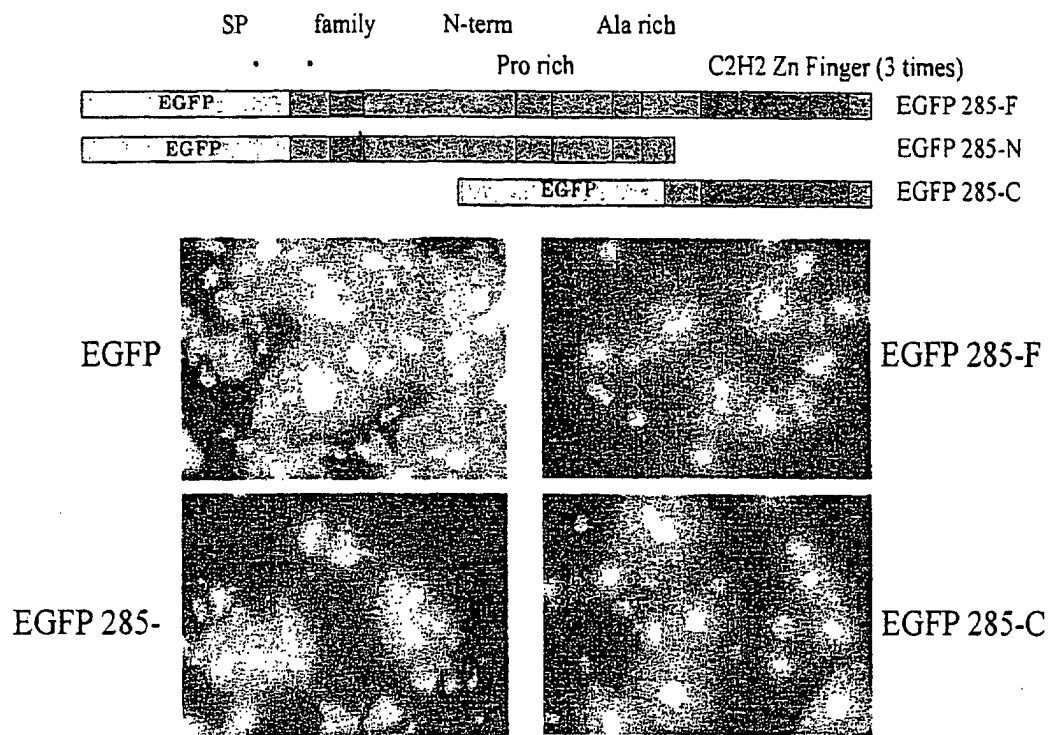 SP family N-term Ala rich
Pro rich C2H2 Zn Finger (3 times)
EGFP EGFP 285-F
EGFP EGFP 285-N
EGFP EGFP 285-C
EGFP EGFP 285-F
EGFP 285- EGFP 285-C